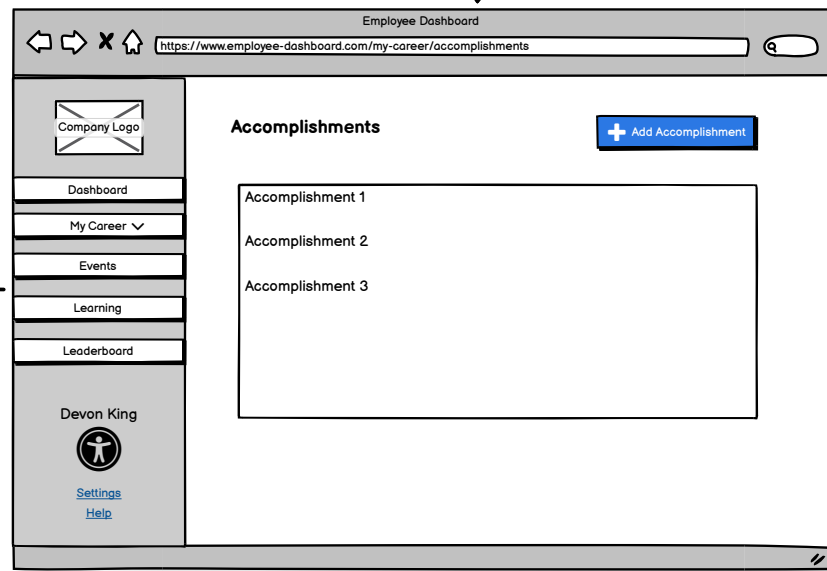 Employee Dashboard
https://www.employee-dashboard.com/my-career/accomplishments
Company Logo
Accomplishments
Add Accomplishment
Dashboard
My Career
Events
Learning
Leaderboard
Accomplishment 1
Accomplishment 2
Accomplishment 3
Devon King
Settings
Help